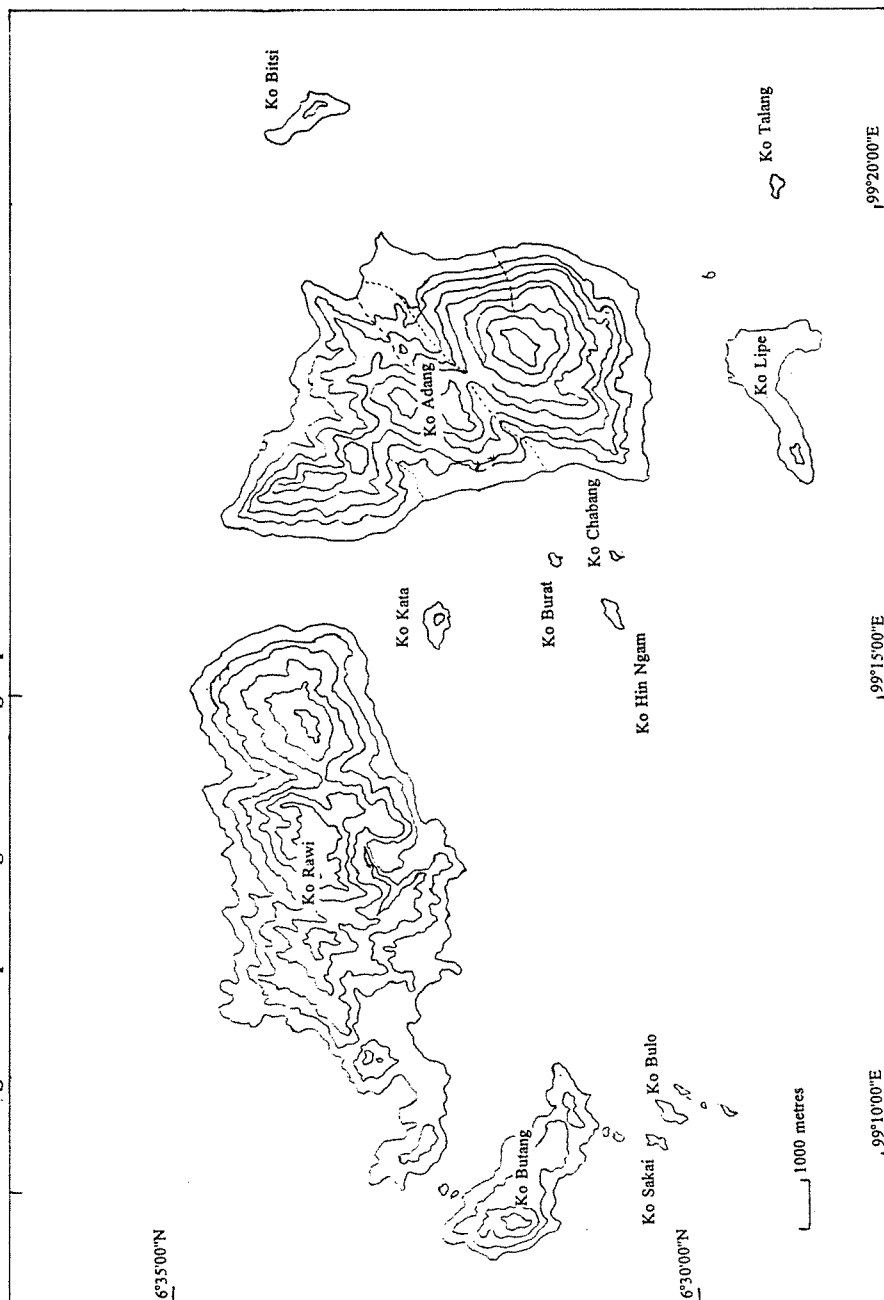 Ko Bitsi
Ko Talang
99°20'00"E
Ko Adang
Ko Lipe
Ko Chabang
Ko Burat
Ko Kata
Ko Hin Ngam
99°15'00"E
Ko Rawi
Ko Bulo
Ko Sakai
Ko Butang
99°10'00"E
1000 metres
6°35'00"N
6°30'00"N